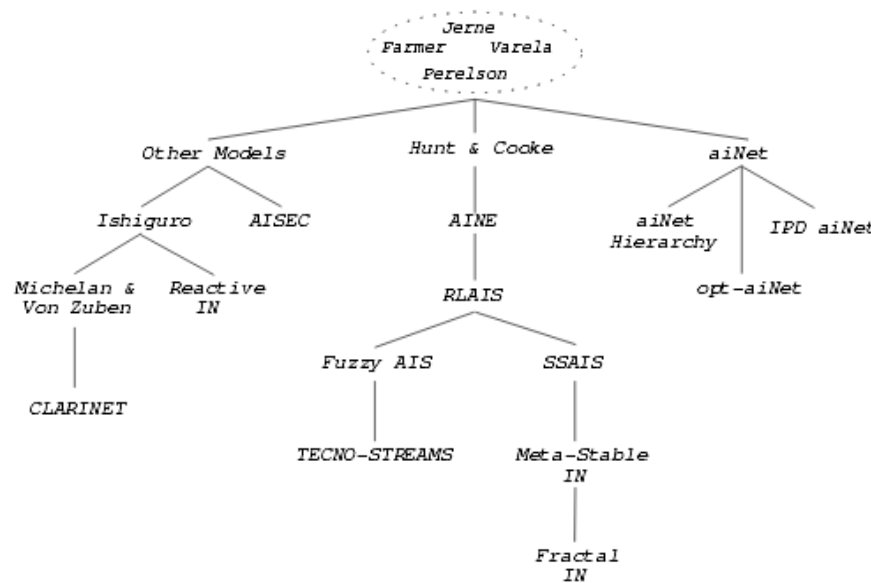 Jerne
Farmer Varela
Perelson
Other Models
Hunt & Cooke
aiNet
Ishiguro
AISEC
AINE
aiNet
Hierarchy
IPD aiNet
Michelan &
Von Zuben
Reactive
IN
RLAIS
opt-aiNet
Fuzzy AIS
SSAIS
CLARINET
TECNO-STREAMS
Meta-Stable
IN
Fractal
IN